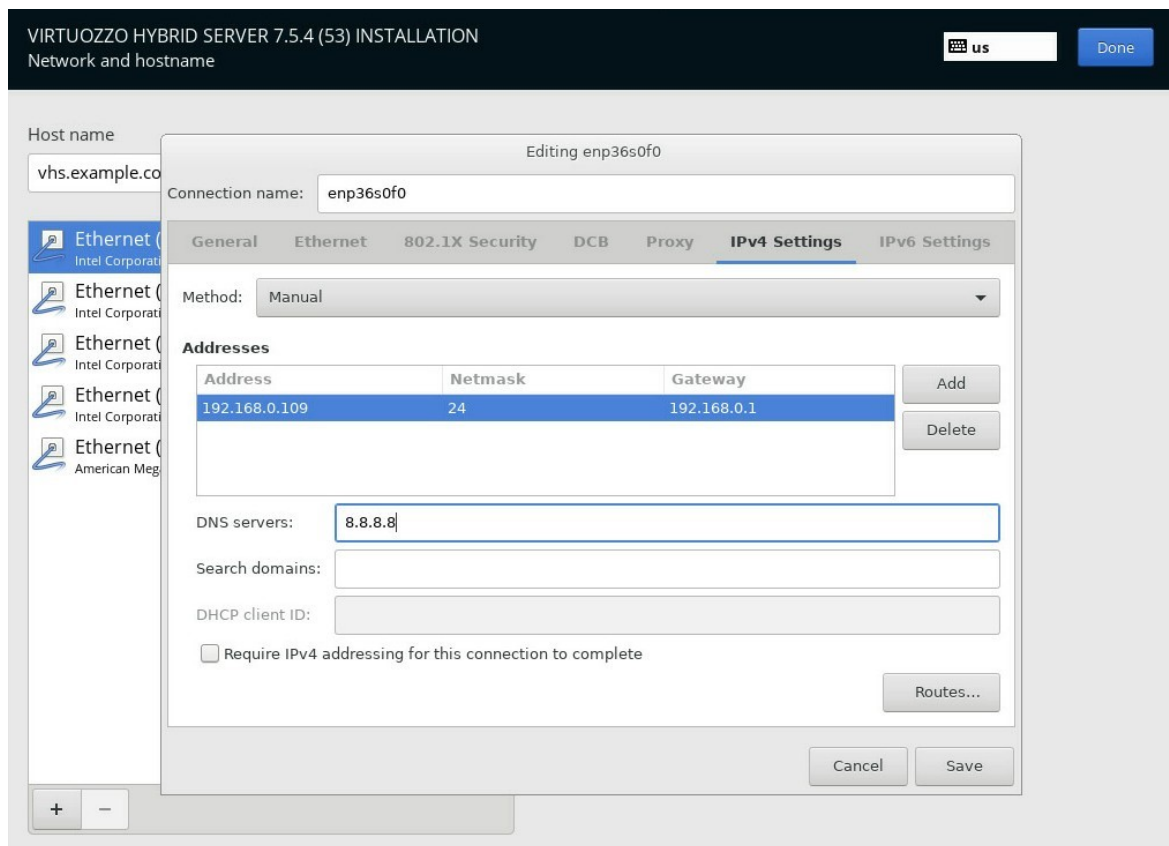 VIRTUOZZO HYBRID SERVER 7.5.4 (53) INSTALLATION
Network and hostname
us
Done
Host name
vhs.example.co
Ethernet (
Intel Corporati
Ethernet (
Intel Corporati
Ethernet (
Intel Corporati
Ethernet (
Intel Corporati
Ethernet (
American Meg
+ −
Editing enp36s0f0
Connection name: enp36s0f0
General Ethernet 802.1X Security DCB Proxy IPv4 Settings IPv6 Settings
Method: Manual
Addresses
Address Netmask Gateway
192.168.0.109 24 192.168.0.1
Add
Delete
DNS servers: 8.8.8.8
Search domains:
DHCP client ID:
Require IPv4 addressing for this connection to complete
Routes...
Cancel Save